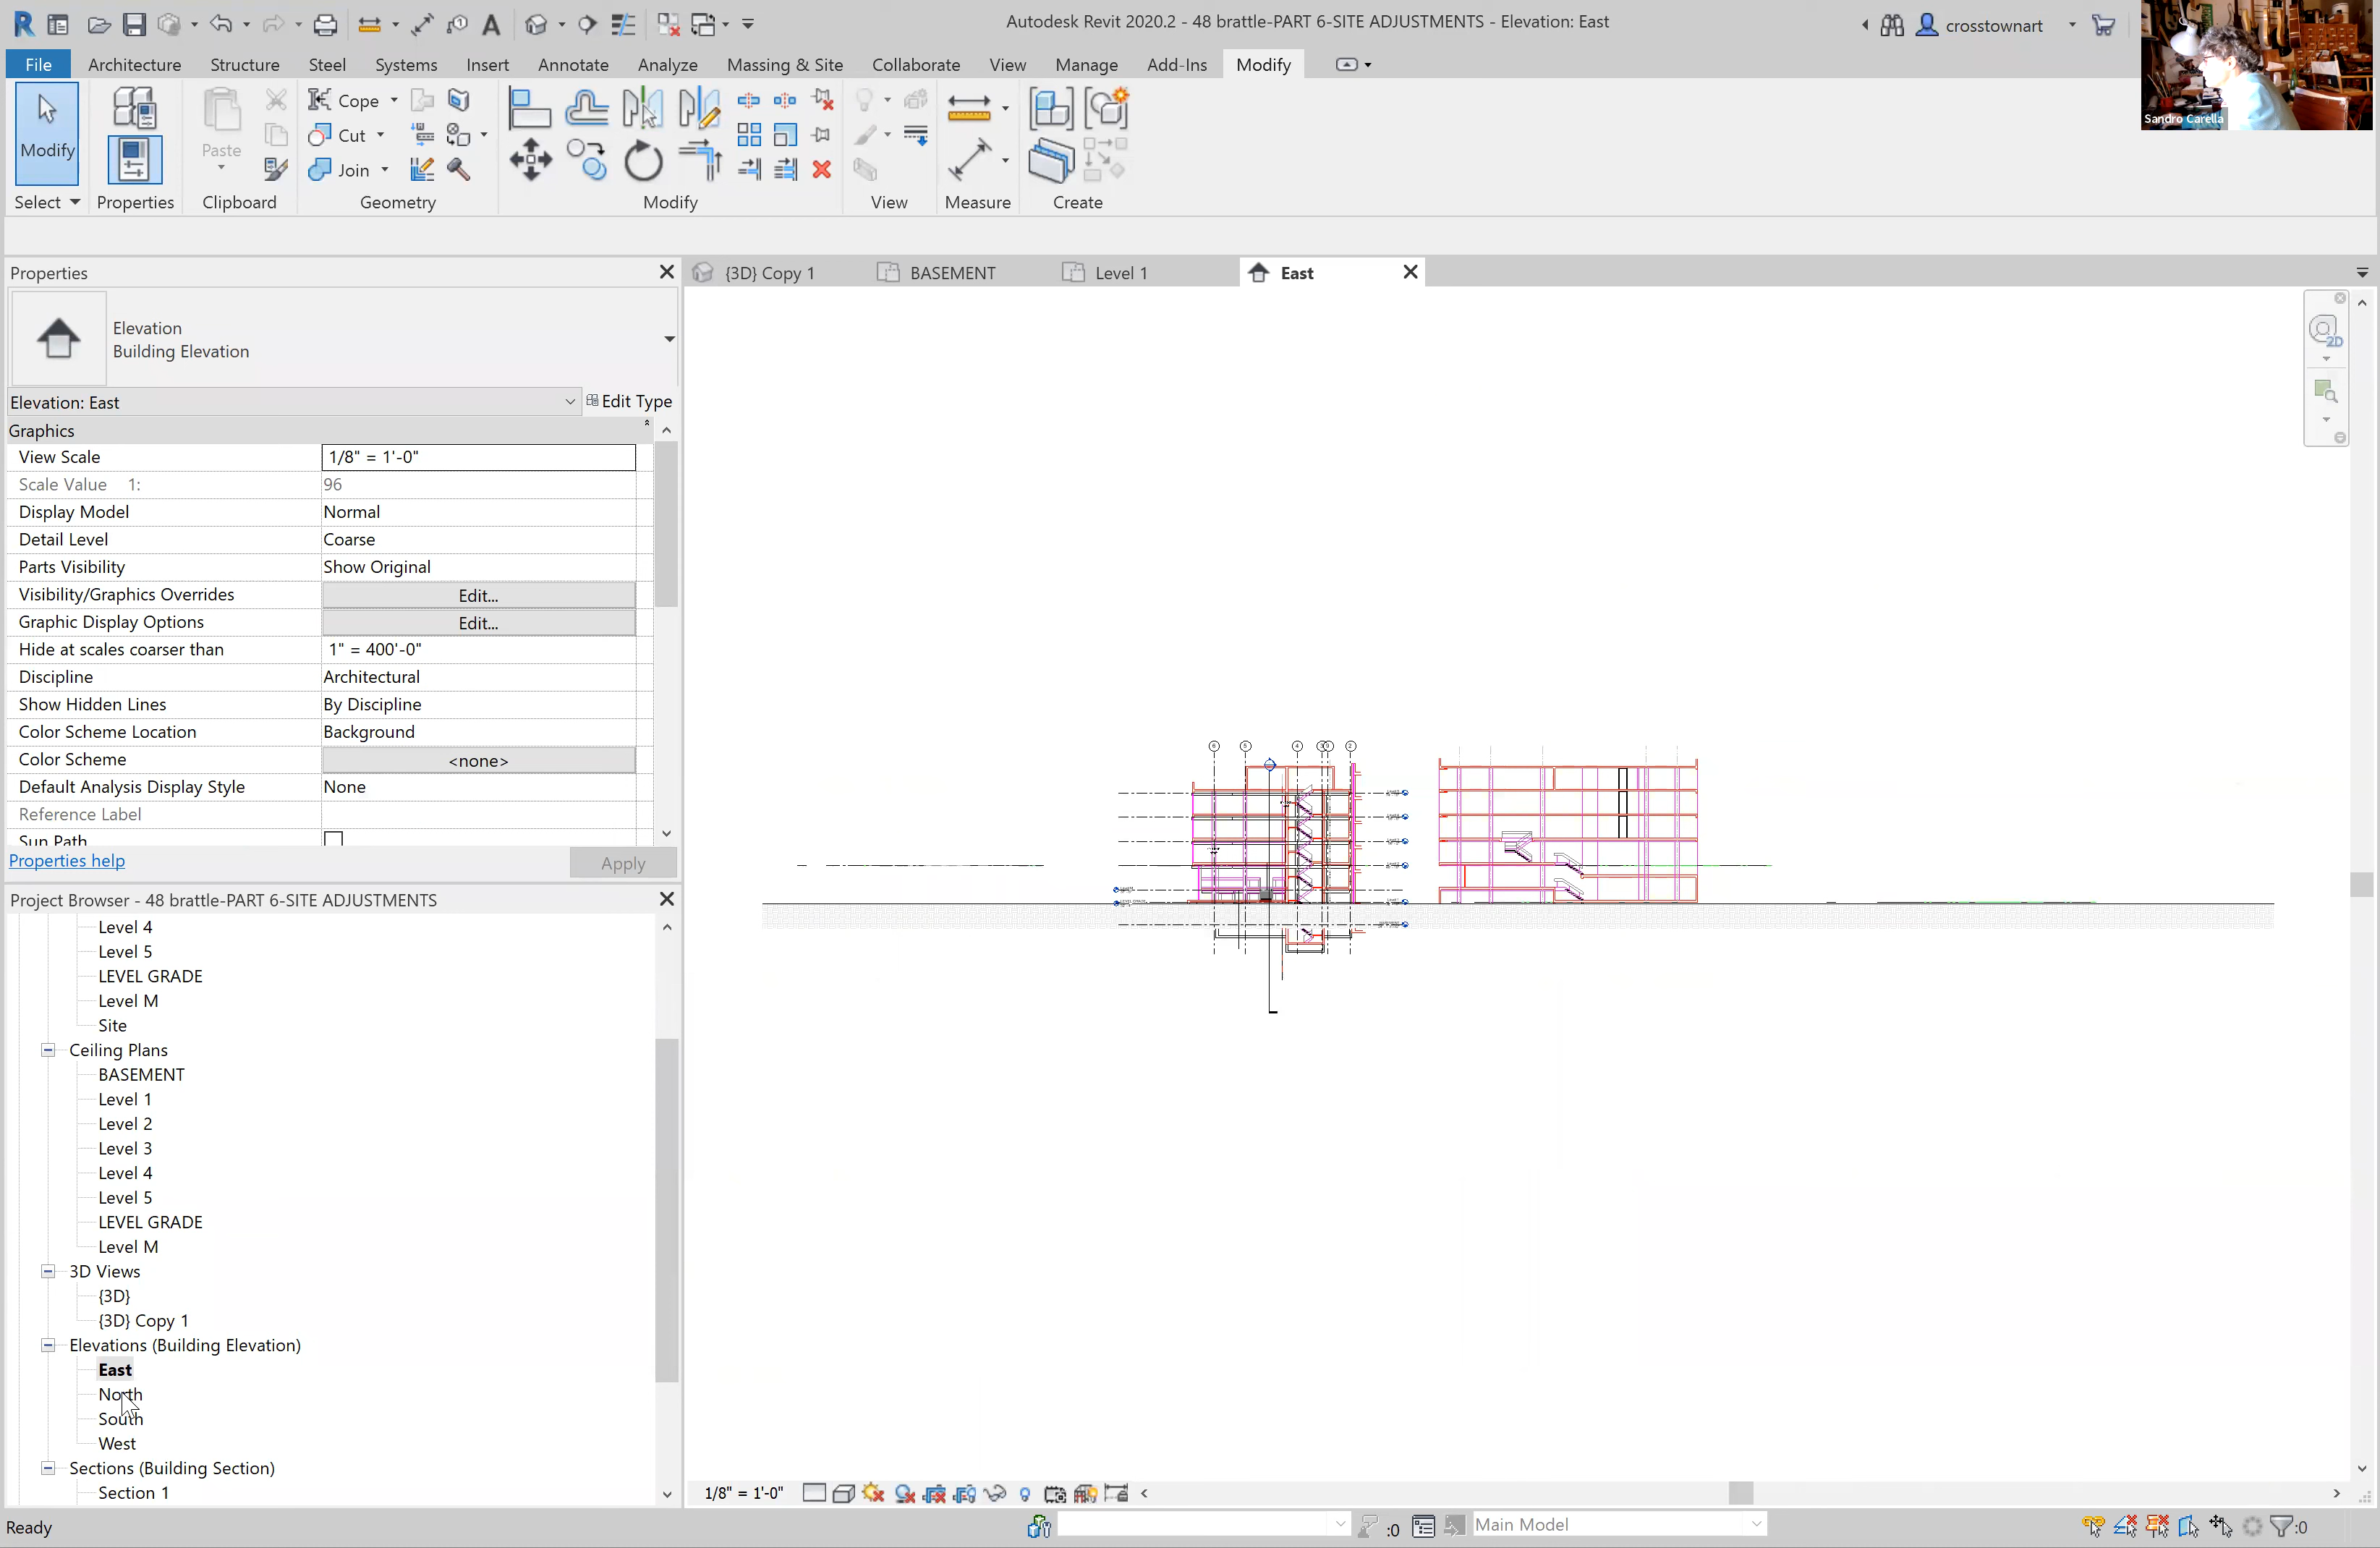 Autodesk Revit 2020.2 - 48 brattle-PART 6-SITE ADJUSTMENTS - Elevation: East
crosstownart
Sandro Carella
File Architecture Structure Steel Systems Insert Annotate Analyze Massing & Site Collaborate View Manage Add-Ins Modify
Modify
Paste
Cope
Cut
Join
Select Properties Clipboard Geometry Modify View Measure Create
Properties
{3D} Copy 1 BASEMENT Level 1 East
Elevation
Building Elevation
Elevation: East
Edit Type
Graphics
View Scale 1/8" = 1'-0"
Scale Value 1: 96
Display Model Normal
Detail Level Coarse
Parts Visibility Show Original
Visibility/Graphics Overrides Edit...
Graphic Display Options Edit...
Hide at scales coarser than 1" = 400'-0"
Discipline Architectural
Show Hidden Lines By Discipline
Color Scheme Location Background
Color Scheme <none>
Default Analysis Display Style None
Reference Label
Sun Path
Properties help
Apply
Project Browser - 48 brattle-PART 6-SITE ADJUSTMENTS
Level 4
Level 5
LEVEL GRADE
Level M
Site
Ceiling Plans
BASEMENT
Level 1
Level 2
Level 3
Level 4
Level 5
LEVEL GRADE
Level M
3D Views
{3D}
{3D} Copy 1
Elevations (Building Elevation)
East
North
South
West
Sections (Building Section)
Section 1
2D
6 5 4 2
1/8" = 1'-0"
Ready
:0
Main Model
:0